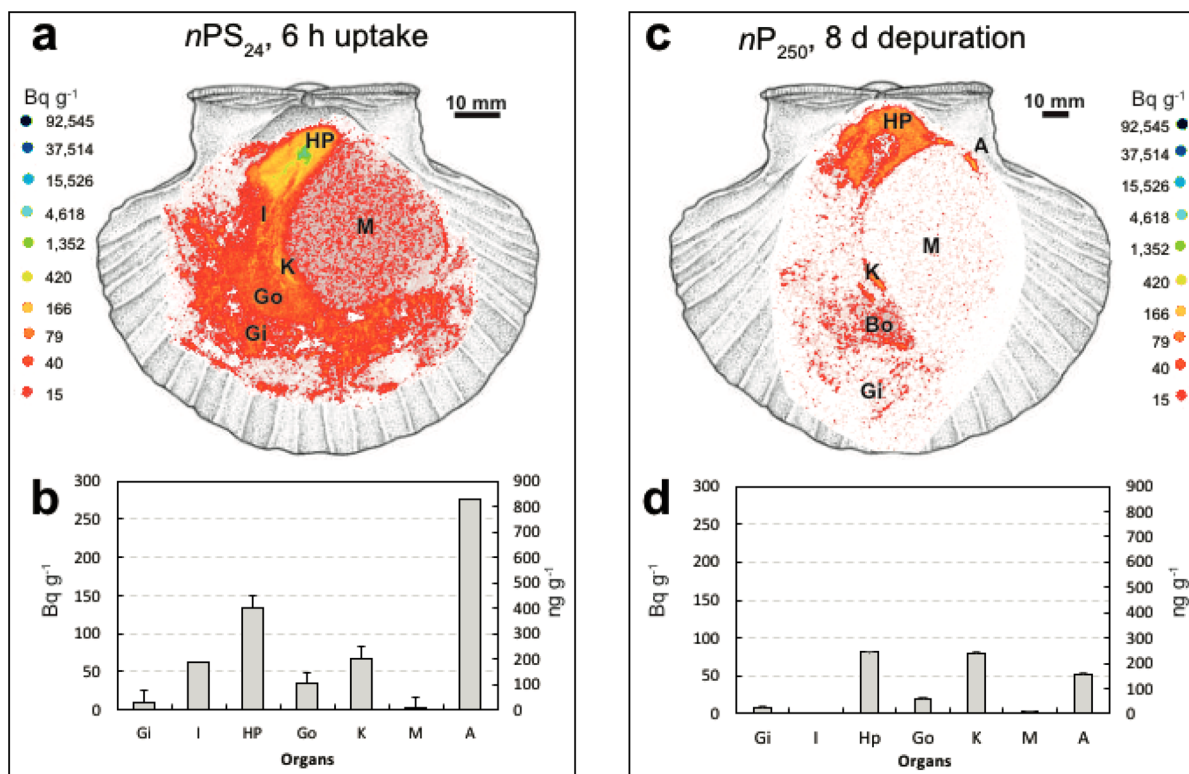 a nPS24, 6 h uptake
Bq g-1
92,545
37,514
15,526
4,618
1,352
420
166
79
40
15
10 mm
HP
I
M
K
Go
Gi
b
300
250
200
150
100
50
0
Bq g-1
900
800
700
600
500
400
300
200
100
0
ng g-1
Gi I HP Go K M A
Organs
c nP250, 8 d depuration
10 mm
Bq g-1
92,545
37,514
15,526
4,618
1,352
420
166
79
40
15
HP
A
M
K
Bo
Gi
d
300
250
200
150
100
50
0
Bq g-1
900
800
700
600
500
400
300
200
100
0
ng g-1
Gi I Hp Go K M A
Organs